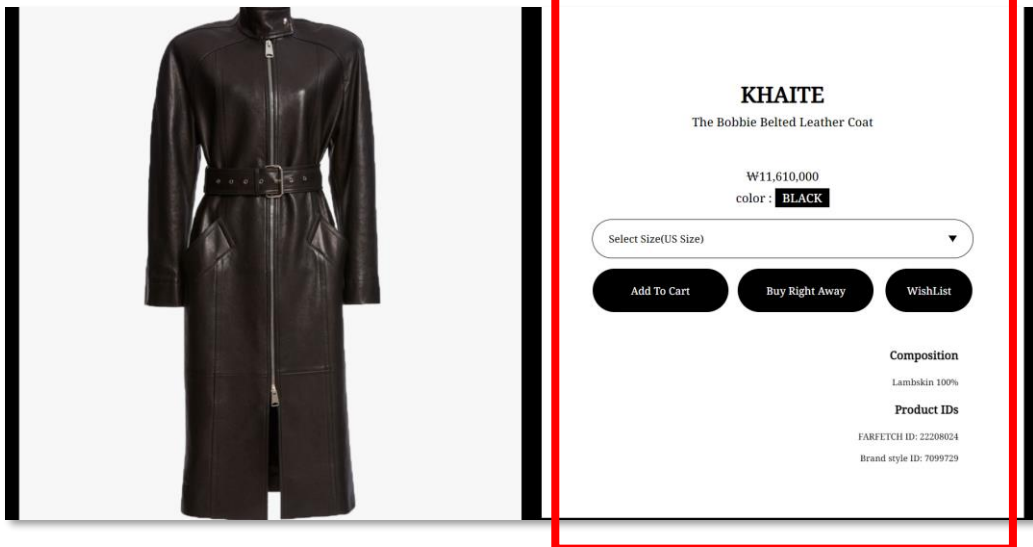 KHAITE
The Bobbie Belted Leather Coat
₩11,610,000
color : BLACK
Select Size(US Size)
Add To Cart Buy Right Away WishList
Composition
Lambskin 100%
Product IDs
FARFETCH ID: 22208024
Brand style ID: 7099729